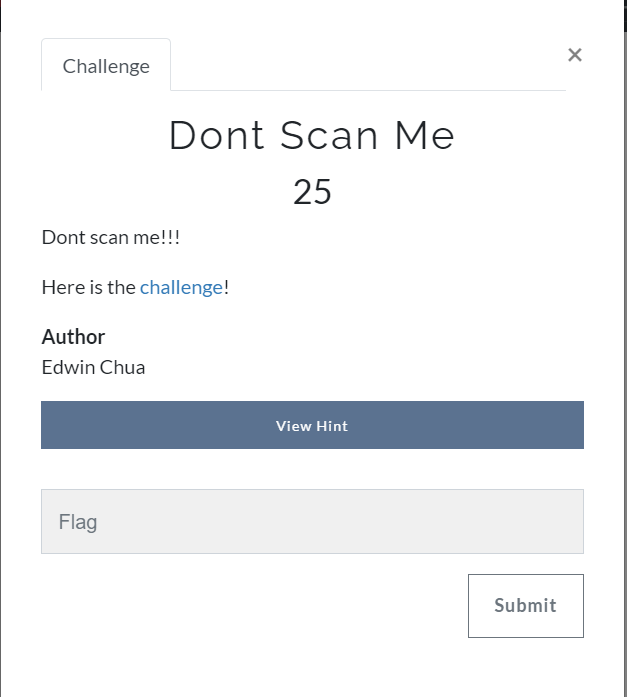 Challenge
×
Dont Scan Me
25
Dont scan me!!!
Here is the challenge!
Author
Edwin Chua
View Hint
Flag
Submit